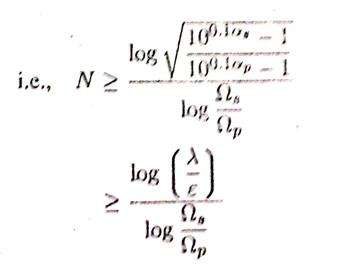 i.e., N ≥ log √((10^{0.1α_s} − 1)/(10^{0.1α_p} − 1)) / log (Ω_s/Ω_p)
≥ log (λ/ε) / log (Ω_s/Ω_p)